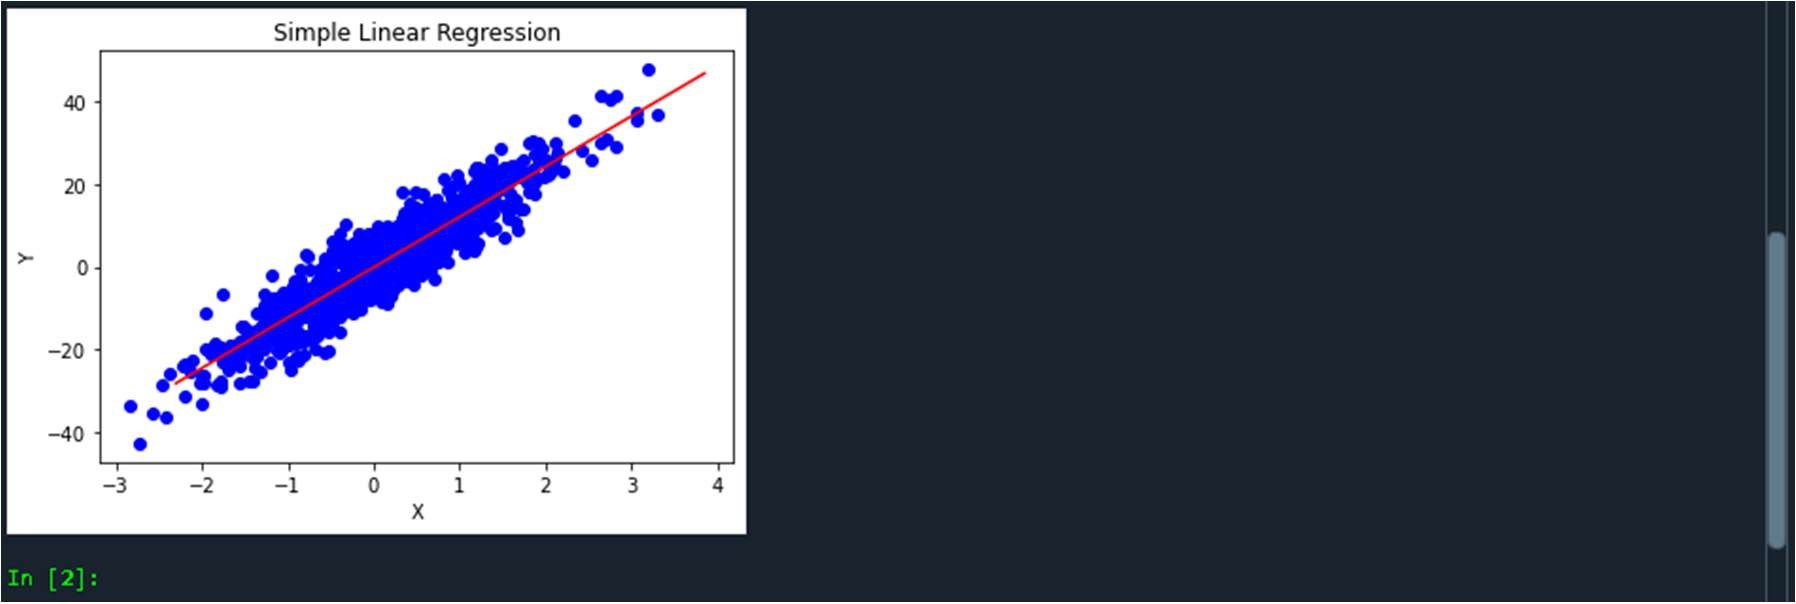 Simple Linear Regression
40
20
0
−20
−40
Y
−3 −2 −1 0 1 2 3 4
X
In [2]: